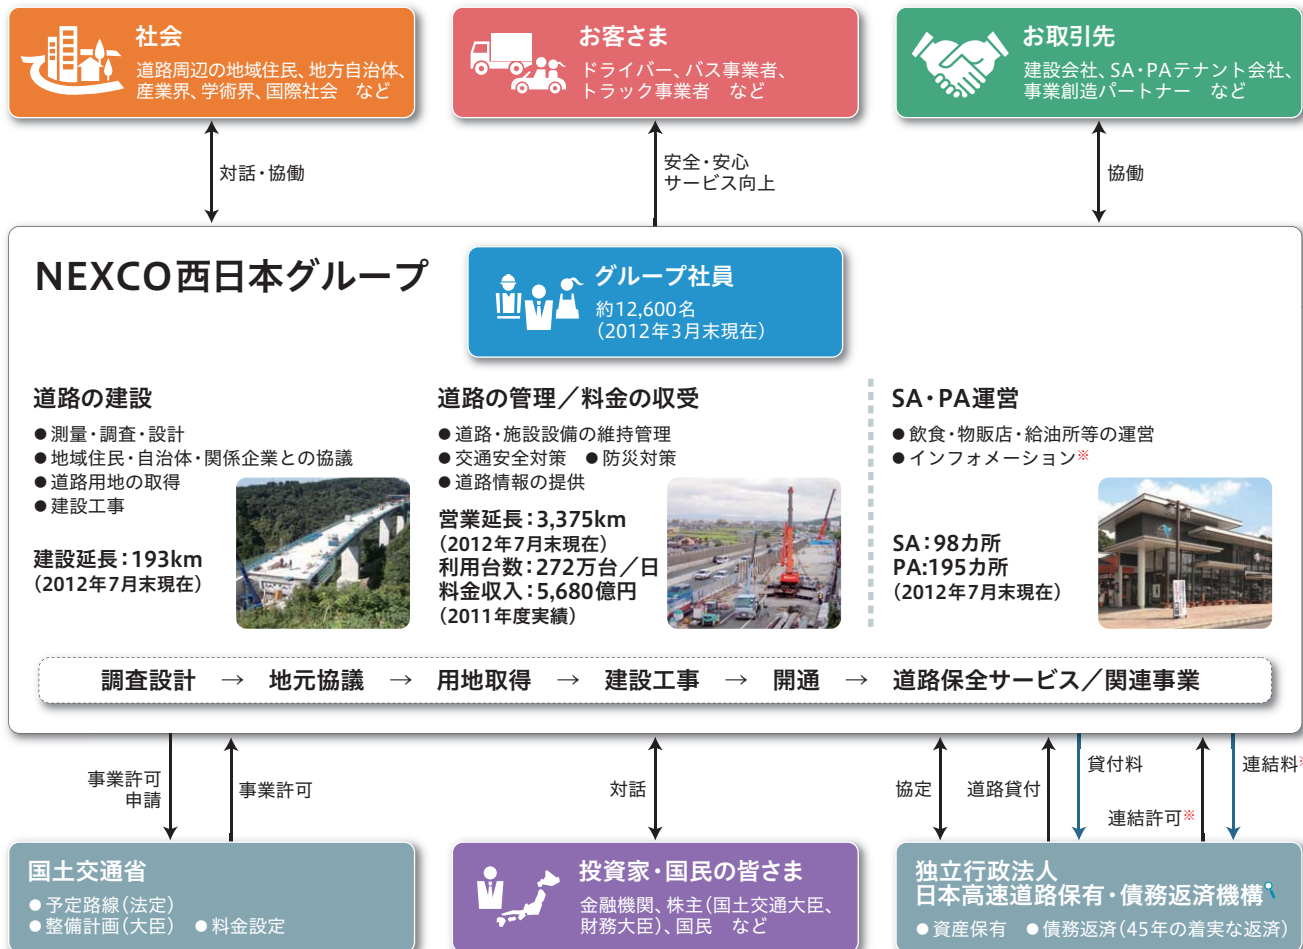 社会
道路周辺の地域住民、地方自治体、
産業界、学術界、国際社会　など
お客さま
ドライバー、バス事業者、
トラック事業者　など
お取引先
建設会社、SA・PAテナント会社、
事業創造パートナー　など
対話・協働
安全・安心
サービス向上
協働
NEXCO西日本グループ
グループ社員
約12,600名
（2012年3月末現在）
道路の建設
●測量・調査・設計
●地域住民・自治体・関係企業との協議
●道路用地の取得
●建設工事
建設延長：193km
（2012年7月末現在）
道路の管理／料金の収受
●道路・施設設備の維持管理
●交通安全対策　●防災対策
●道路情報の提供
営業延長：3,375km
（2012年7月末現在）
利用台数：272万台／日
料金収入：5,680億円
（2011年度実績）
SA・PA運営
●飲食・物販店・給油所等の運営
●インフォメーション※
SA：98カ所
PA:195カ所
（2012年7月末現在）
調査設計　→　地元協議　→　用地取得　→　建設工事　→　開通　→　道路保全サービス／関連事業
事業許可
申請
事業許可
対話
協定
道路貸付
貸付料
連結許可※
連結料※
国土交通省
●予定路線（法定）
●整備計画（大臣）　●料金設定
投資家・国民の皆さま
金融機関、株主（国土交通大臣、
財務大臣）、国民　など
独立行政法人
日本高速道路保有・債務返済機構
●資産保有　●債務返済（45年の着実な返済）